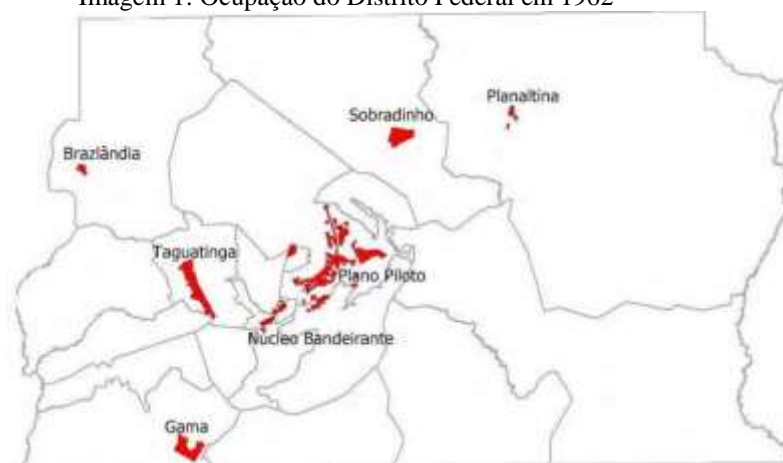 Imagem 1: Ocupação do Distrito Federal em 1962
Planaltina
Sobradinho
Brazlândia
Taguatinga
Plano Piloto
Núcleo Bandeirante
Gama